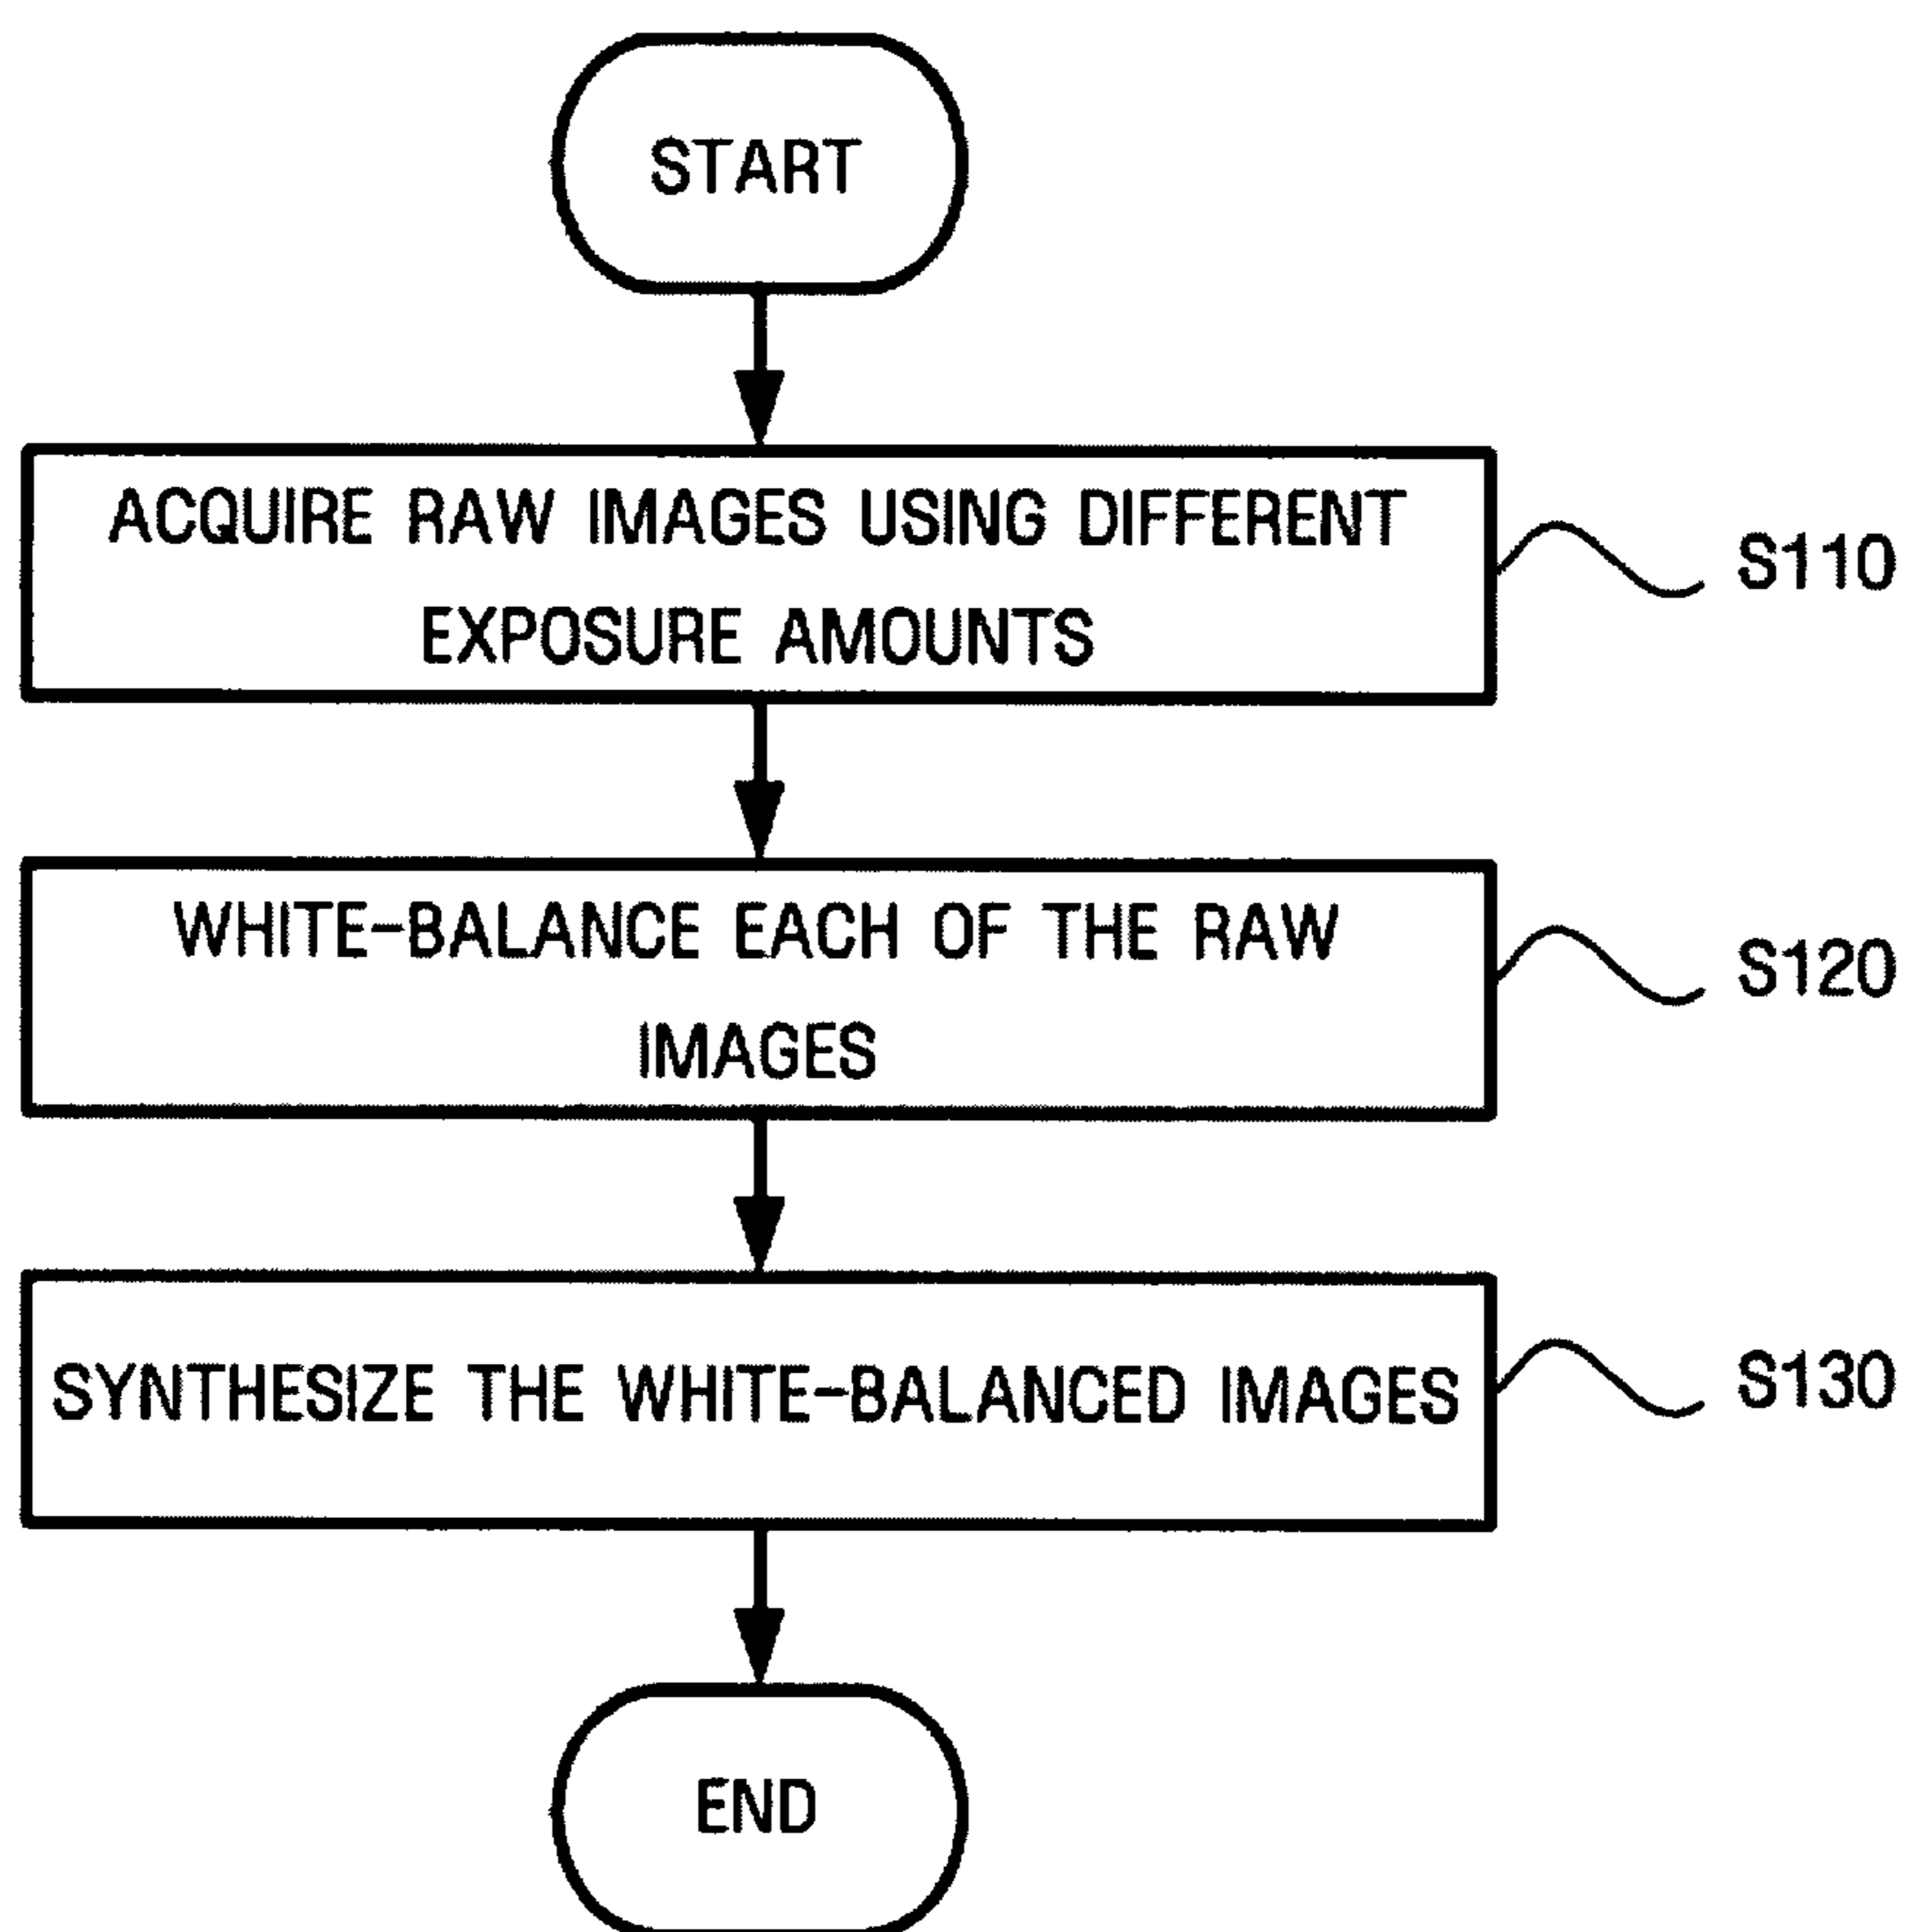 START
ACQUIRE RAW IMAGES USING DIFFERENT
EXPOSURE AMOUNTS
S110
WHITE-BALANCE EACH OF THE RAW
IMAGES
S120
SYNTHESIZE THE WHITE-BALANCED IMAGES
S130
END